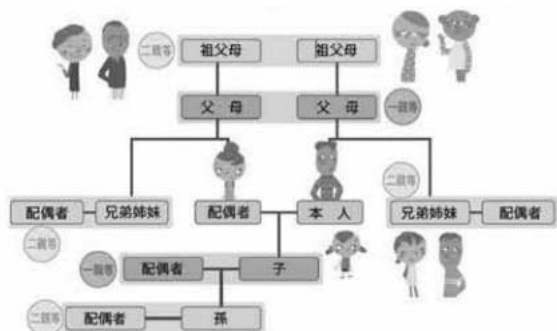 二親等 祖父母 祖父母
父母 父母 一親等
二親等
配偶者 兄弟姉妹 配偶者 本人 兄弟姉妹 配偶者
二親等
一親等 配偶者 子
二親等 配偶者 孫